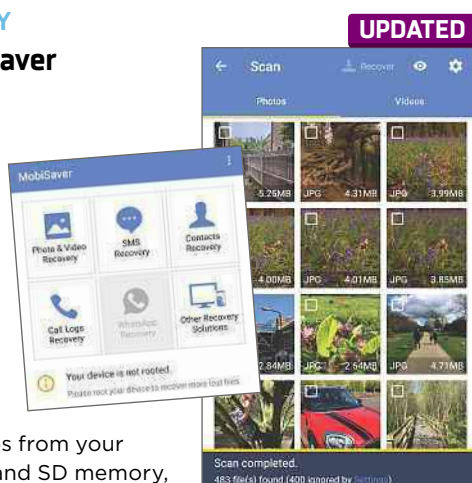 Y
UPDATED
aver
Scan
Recover
Photos
Videos
5.26MB
JPG 4.31MB
JPG 3.99MB
4.00MB
JPG 4.01MB
JPG 3.85MB
2.84MB
JPG 2.64MB
JPG 4.71MB
Scan completed.
483 file(s) found.(400 ignored by Settings)
MobiSaver
Photo & Video
Recovery
SMS
Recovery
Contacts
Recovery
Call Logs
Recovery
WhatsApp
Recovery
Other Recovery
Solutions
Your device is not rooted.
Please root your device to recover more lost files.
s from your
and SD memory,